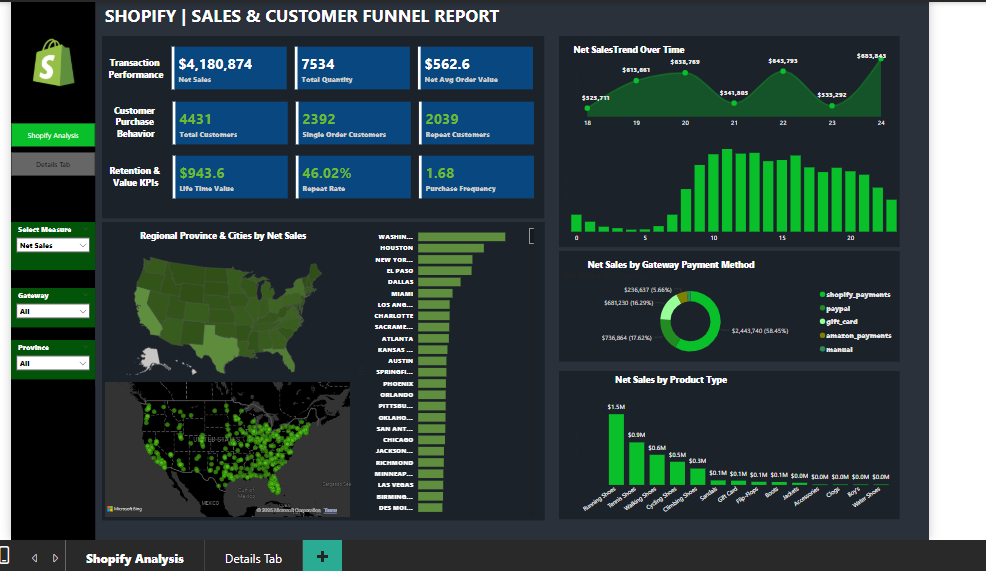 SHOPIFY | SALES & CUSTOMER FUNNEL REPORT
S
Shopify Analysis
Details Tab
Select Measure
Net Sales
Gateway
All
Province
All
Transaction
Performance
$4,180,874
Net Sales
7534
Total Quantity
$562.6
Net Avg Order Value
Customer
Purchase
Behavior
4431
Total Customers
2392
Single Order Customers
2039
Repeat Customers
Retention &
Value KPIs
$943.6
Life Time Value
46.02%
Repeat Rate
1.68
Purchase Frequency
Regional Province & Cities by Net Sales
WASHIN...
HOUSTON
NEW YOR...
EL PASO
DALLAS
MIAMI
LOS ANG...
CHARLOTTE
SACRAME...
ATLANTA
KANSAS ...
AUSTIN
SPRINGFI...
PHOENIX
ORLANDO
PITTSBU...
OKLAHO...
SAN ANT...
CHICAGO
JACKSON...
RICHMOND
MINNEAP...
LAS VEGAS
BIRMING...
DES MOI...
UNITED STATES
MEXICO
Gulf of
Mexico
Microsoft Bing
© 2025 Microsoft Corporation Terms
Net SalesTrend Over Time
$525,711
$613,661
$638,769
$541,885
$643,793
$533,292
$683,843
18 19 20 21 22 23 24
0 5 10 15 20
Net Sales by Gateway Payment Method
$236,637 (5.66%)
$681,230 (16.29%)
$736,864 (17.62%)
$2,443,740 (58.45%)
shopify_payments
paypal
gift_card
amazon_payments
manual
Net Sales by Product Type
$1.5M
$0.9M
$0.6M
$0.5M
$0.3M
$0.1M $0.1M $0.1M $0.1M $0.0M $0.0M $0.0M $0.0M $0.0M
Running Shoes
Tennis Shoes
Walking Shoes
Cycling Shoes
Climbing Shoes
Sandals
Gift Card
Flip-Flops
Boots
Jackets
Accessories
Clogs
Boy's
Water Shoes
Shopify Analysis
Details Tab
+